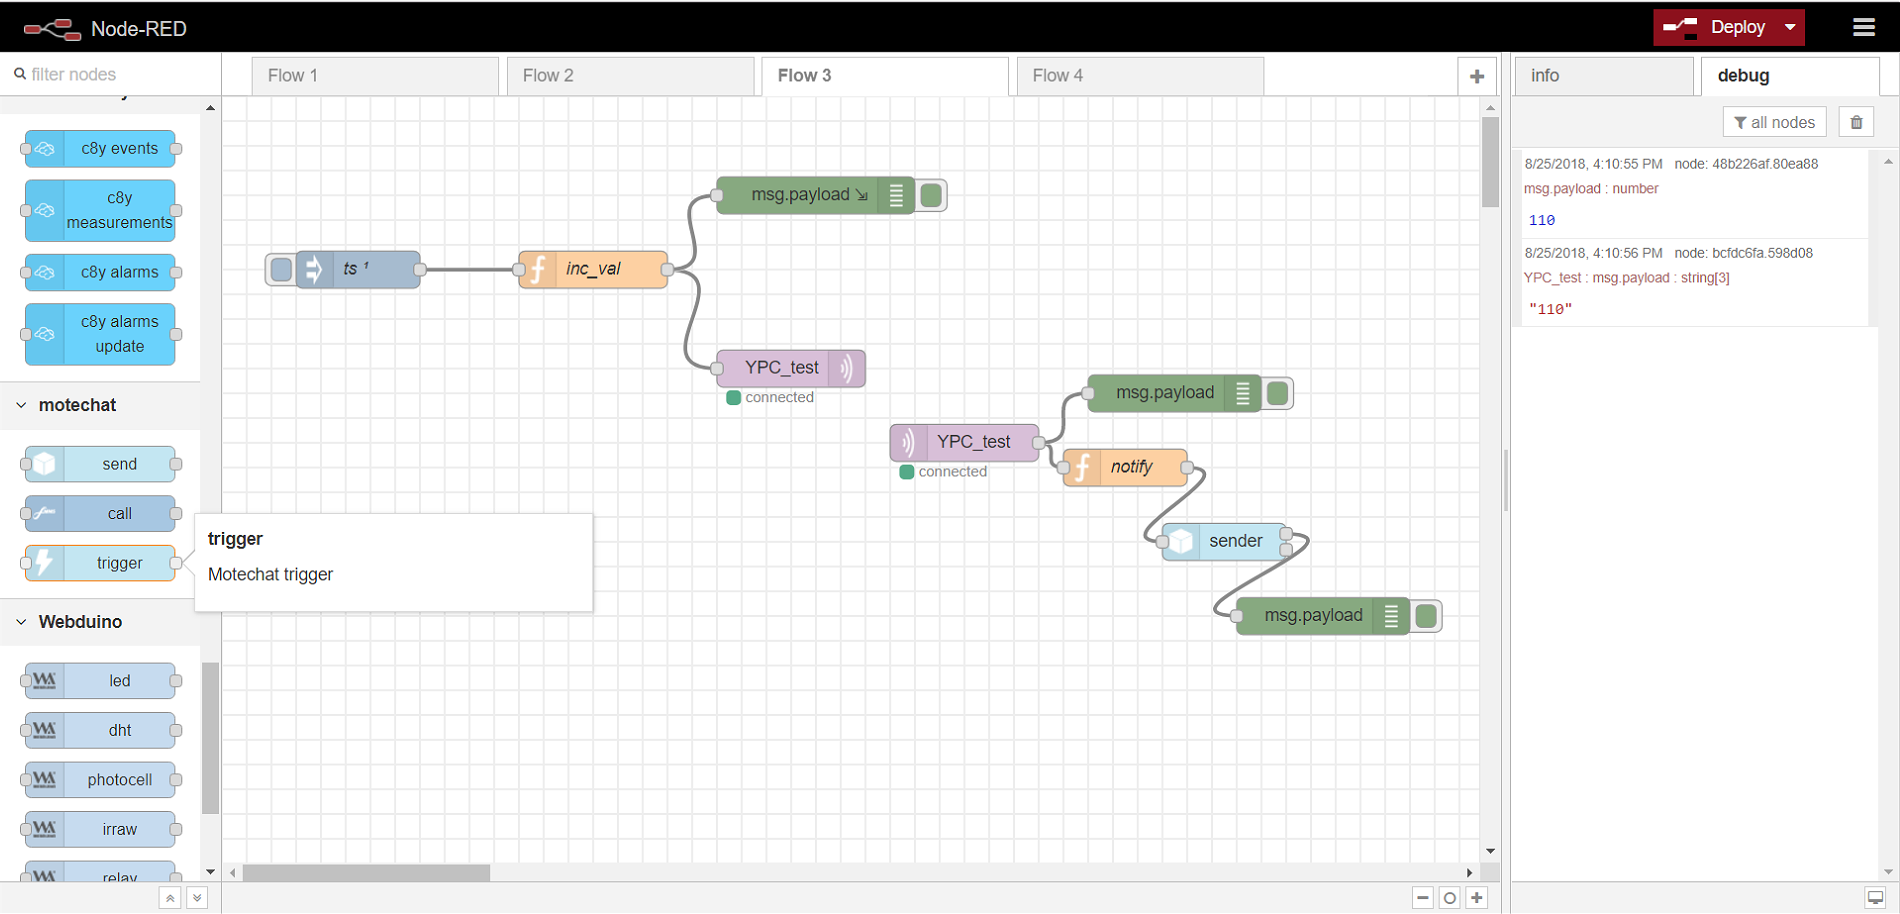 Node-RED
Deploy
filter nodes
Flow 1
Flow 2
Flow 3
Flow 4
info
debug
all nodes
c8y events
c8y
measurements
c8y alarms
c8y alarms
update
motechat
send
call
trigger
Webduino
led
dht
photocell
irraw
relay
trigger
Motechat trigger
ts ¹
inc_val
msg.payload
YPC_test
connected
YPC_test
connected
msg.payload
notify
sender
msg.payload
8/25/2018, 4:10:55 PM node: 48b226af.80ea88
msg.payload : number
110
8/25/2018, 4:10:56 PM node: bcfdc6fa.598d08
YPC_test : msg.payload : string[3]
"110"